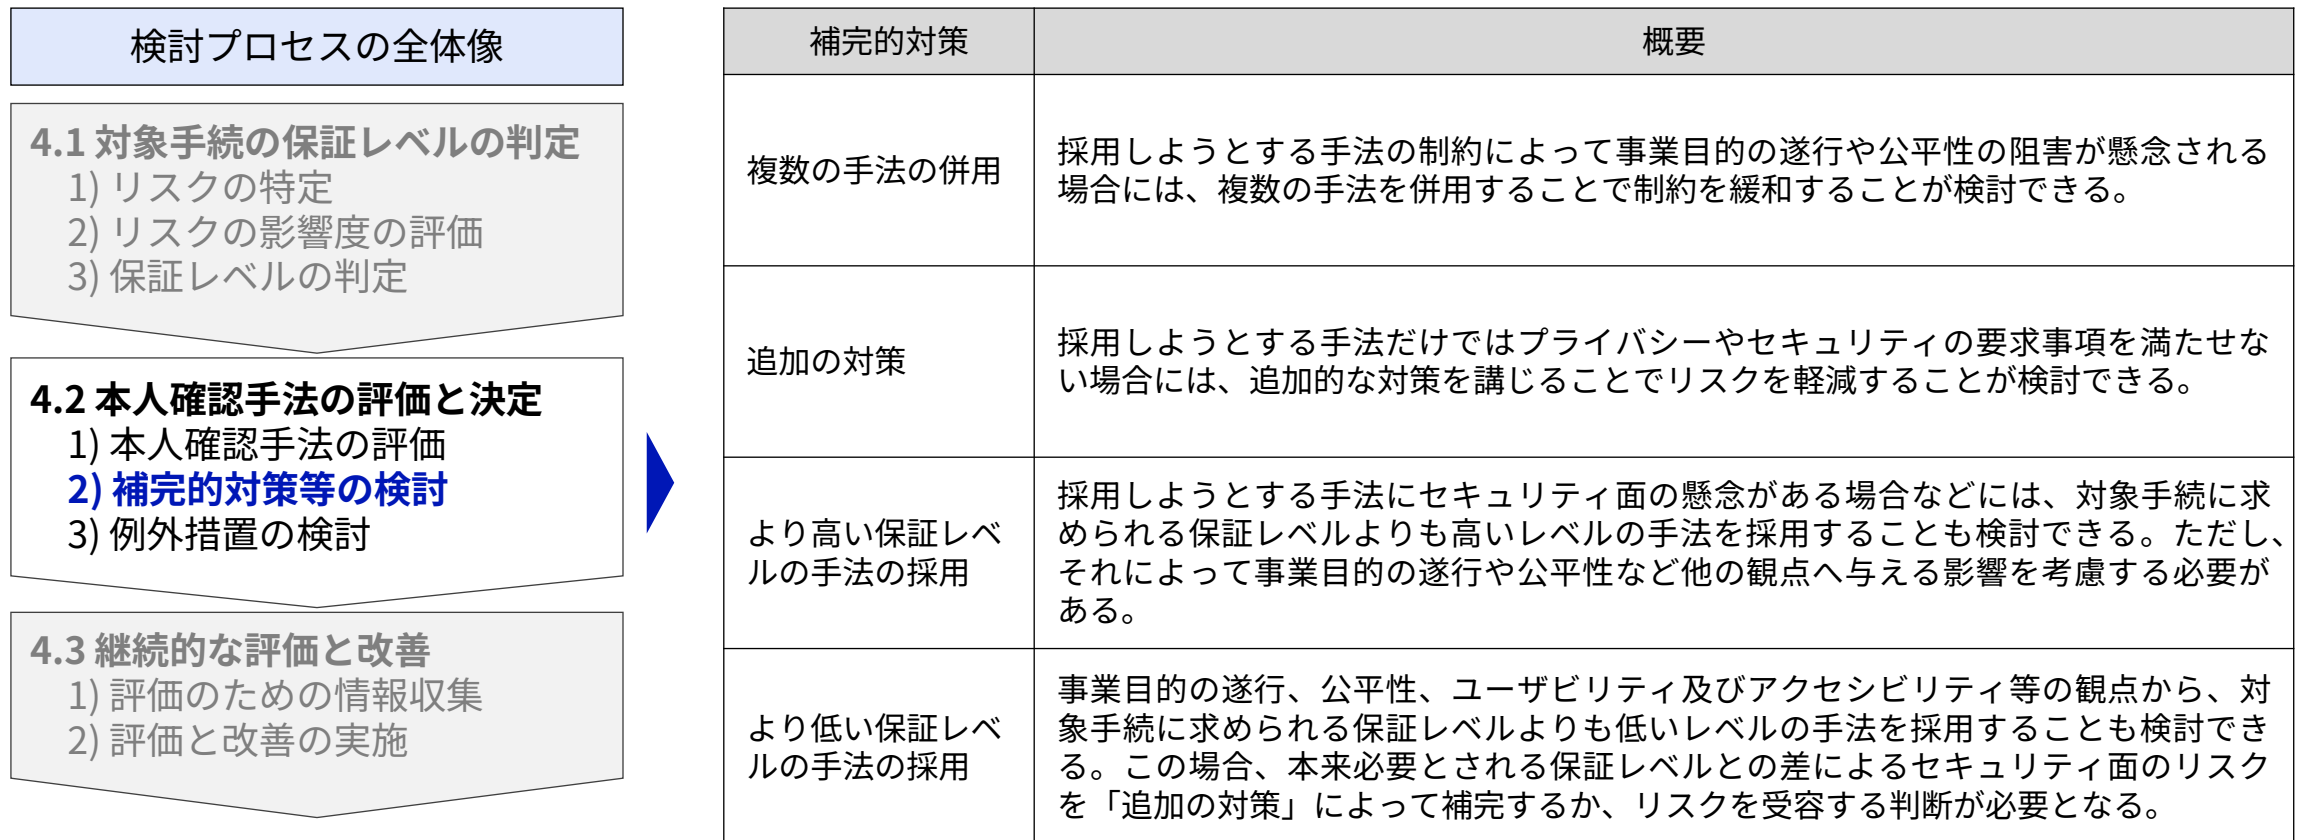 検討プロセスの全体像
4.1 対象手続の保証レベルの判定
1) リスクの特定
2) リスクの影響度の評価
3) 保証レベルの判定
4.2 本人確認手法の評価と決定
1) 本人確認手法の評価
2) 補完的対策等の検討
3) 例外措置の検討
4.3 継続的な評価と改善
1) 評価のための情報収集
2) 評価と改善の実施
補完的対策
概要
複数の手法の併用
採用しようとする手法の制約によって事業目的の遂行や公平性の阻害が懸念される
場合には、複数の手法を併用することで制約を緩和することが検討できる。
追加の対策
採用しようとする手法だけではプライバシーやセキュリティの要求事項を満たせな
い場合には、追加的な対策を講じることでリスクを軽減することが検討できる。
より高い保証レベ
ルの手法の採用
採用しようとする手法にセキュリティ面の懸念がある場合などには、対象手続に求
められる保証レベルよりも高いレベルの手法を採用することも検討できる。ただし、
それによって事業目的の遂行や公平性など他の観点へ与える影響を考慮する必要が
ある。
より低い保証レベ
ルの手法の採用
事業目的の遂行、公平性、ユーザビリティ及びアクセシビリティ等の観点から、対
象手続に求められる保証レベルよりも低いレベルの手法を採用することも検討でき
る。この場合、本来必要とされる保証レベルとの差によるセキュリティ面のリスク
を「追加の対策」によって補完するか、リスクを受容する判断が必要となる。